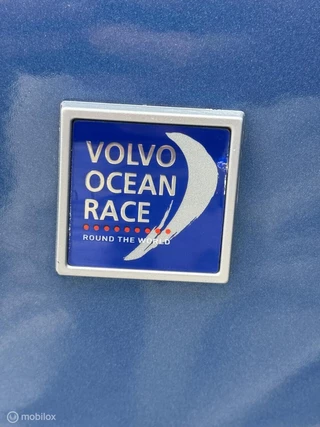 VOLVO
OCEAN
RACE
ROUND THE WORLD
mobilox